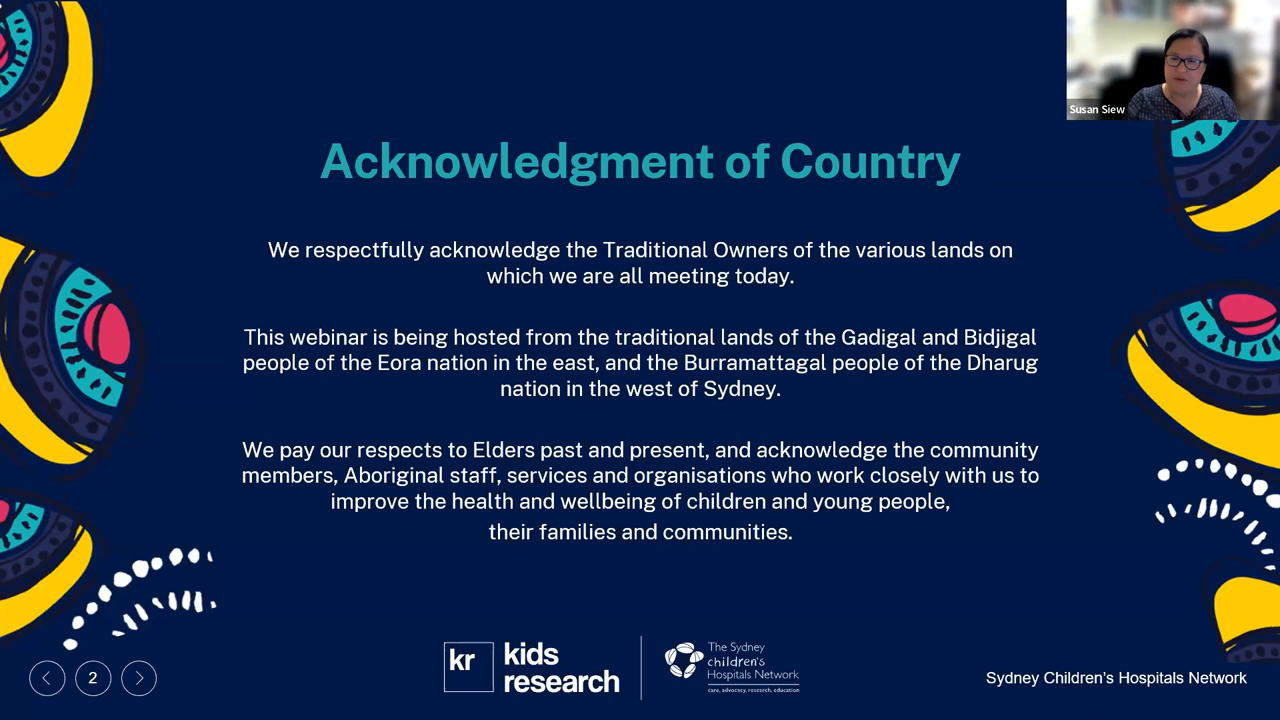 Susan Siew
Acknowledgment of Country
We respectfully acknowledge the Traditional Owners of the various lands on
which we are all meeting today.
This webinar is being hosted from the traditional lands of the Gadigal and Bidjigal
people of the Eora nation in the east, and the Burramattagal people of the Dharug
nation in the west of Sydney.
We pay our respects to Elders past and present, and acknowledge the community
members, Aboriginal staff, services and organisations who work closely with us to
improve the health and wellbeing of children and young people,
their families and communities.
2
kr
kids
research
The Sydney
children's
Hospitals Network
care, advocacy, research, education
Sydney Children's Hospitals Network